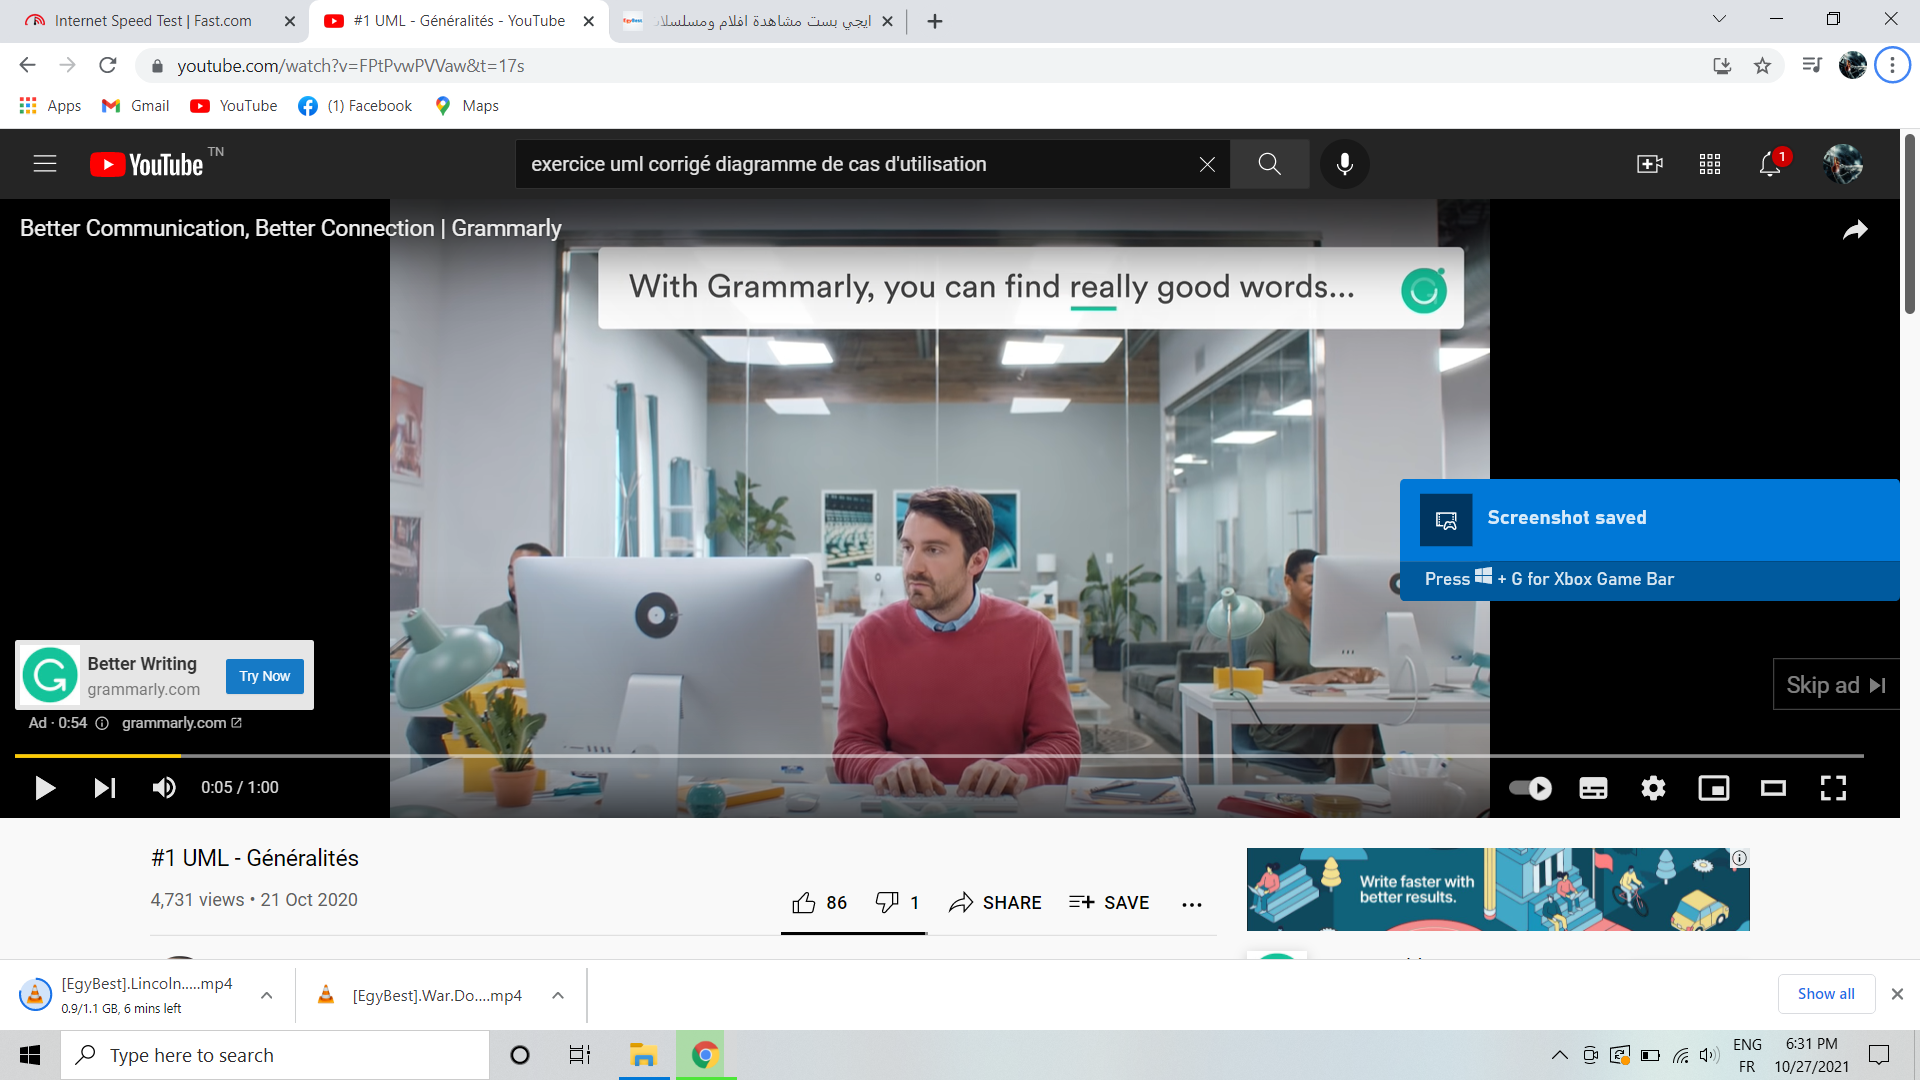 Internet Speed Test | Fast.com
#1 UML - Généralités - YouTube
ايجي بست مشاهدة افلام ومسلسلات
youtube.com/watch?v=FPtPvwPVVaw&t=17s
Apps
Gmail
YouTube
(1) Facebook
Maps
YouTube TN
exercice uml corrigé diagramme de cas d'utilisation
1
Better Communication, Better Connection | Grammarly
With Grammarly, you can find really good words...
Screenshot saved
Press + G for Xbox Game Bar
Better Writing
grammarly.com
Try Now
Skip ad
Ad · 0:54
grammarly.com
0:05 / 1:00
#1 UML - Généralités
4,731 views • 21 Oct 2020
86
1
SHARE
SAVE
Write faster with
better results.
[EgyBest].Lincoln.....mp4
0.9/1.1 GB, 6 mins left
[EgyBest].War.Do....mp4
Show all
Type here to search
ENG
FR
6:31 PM
10/27/2021